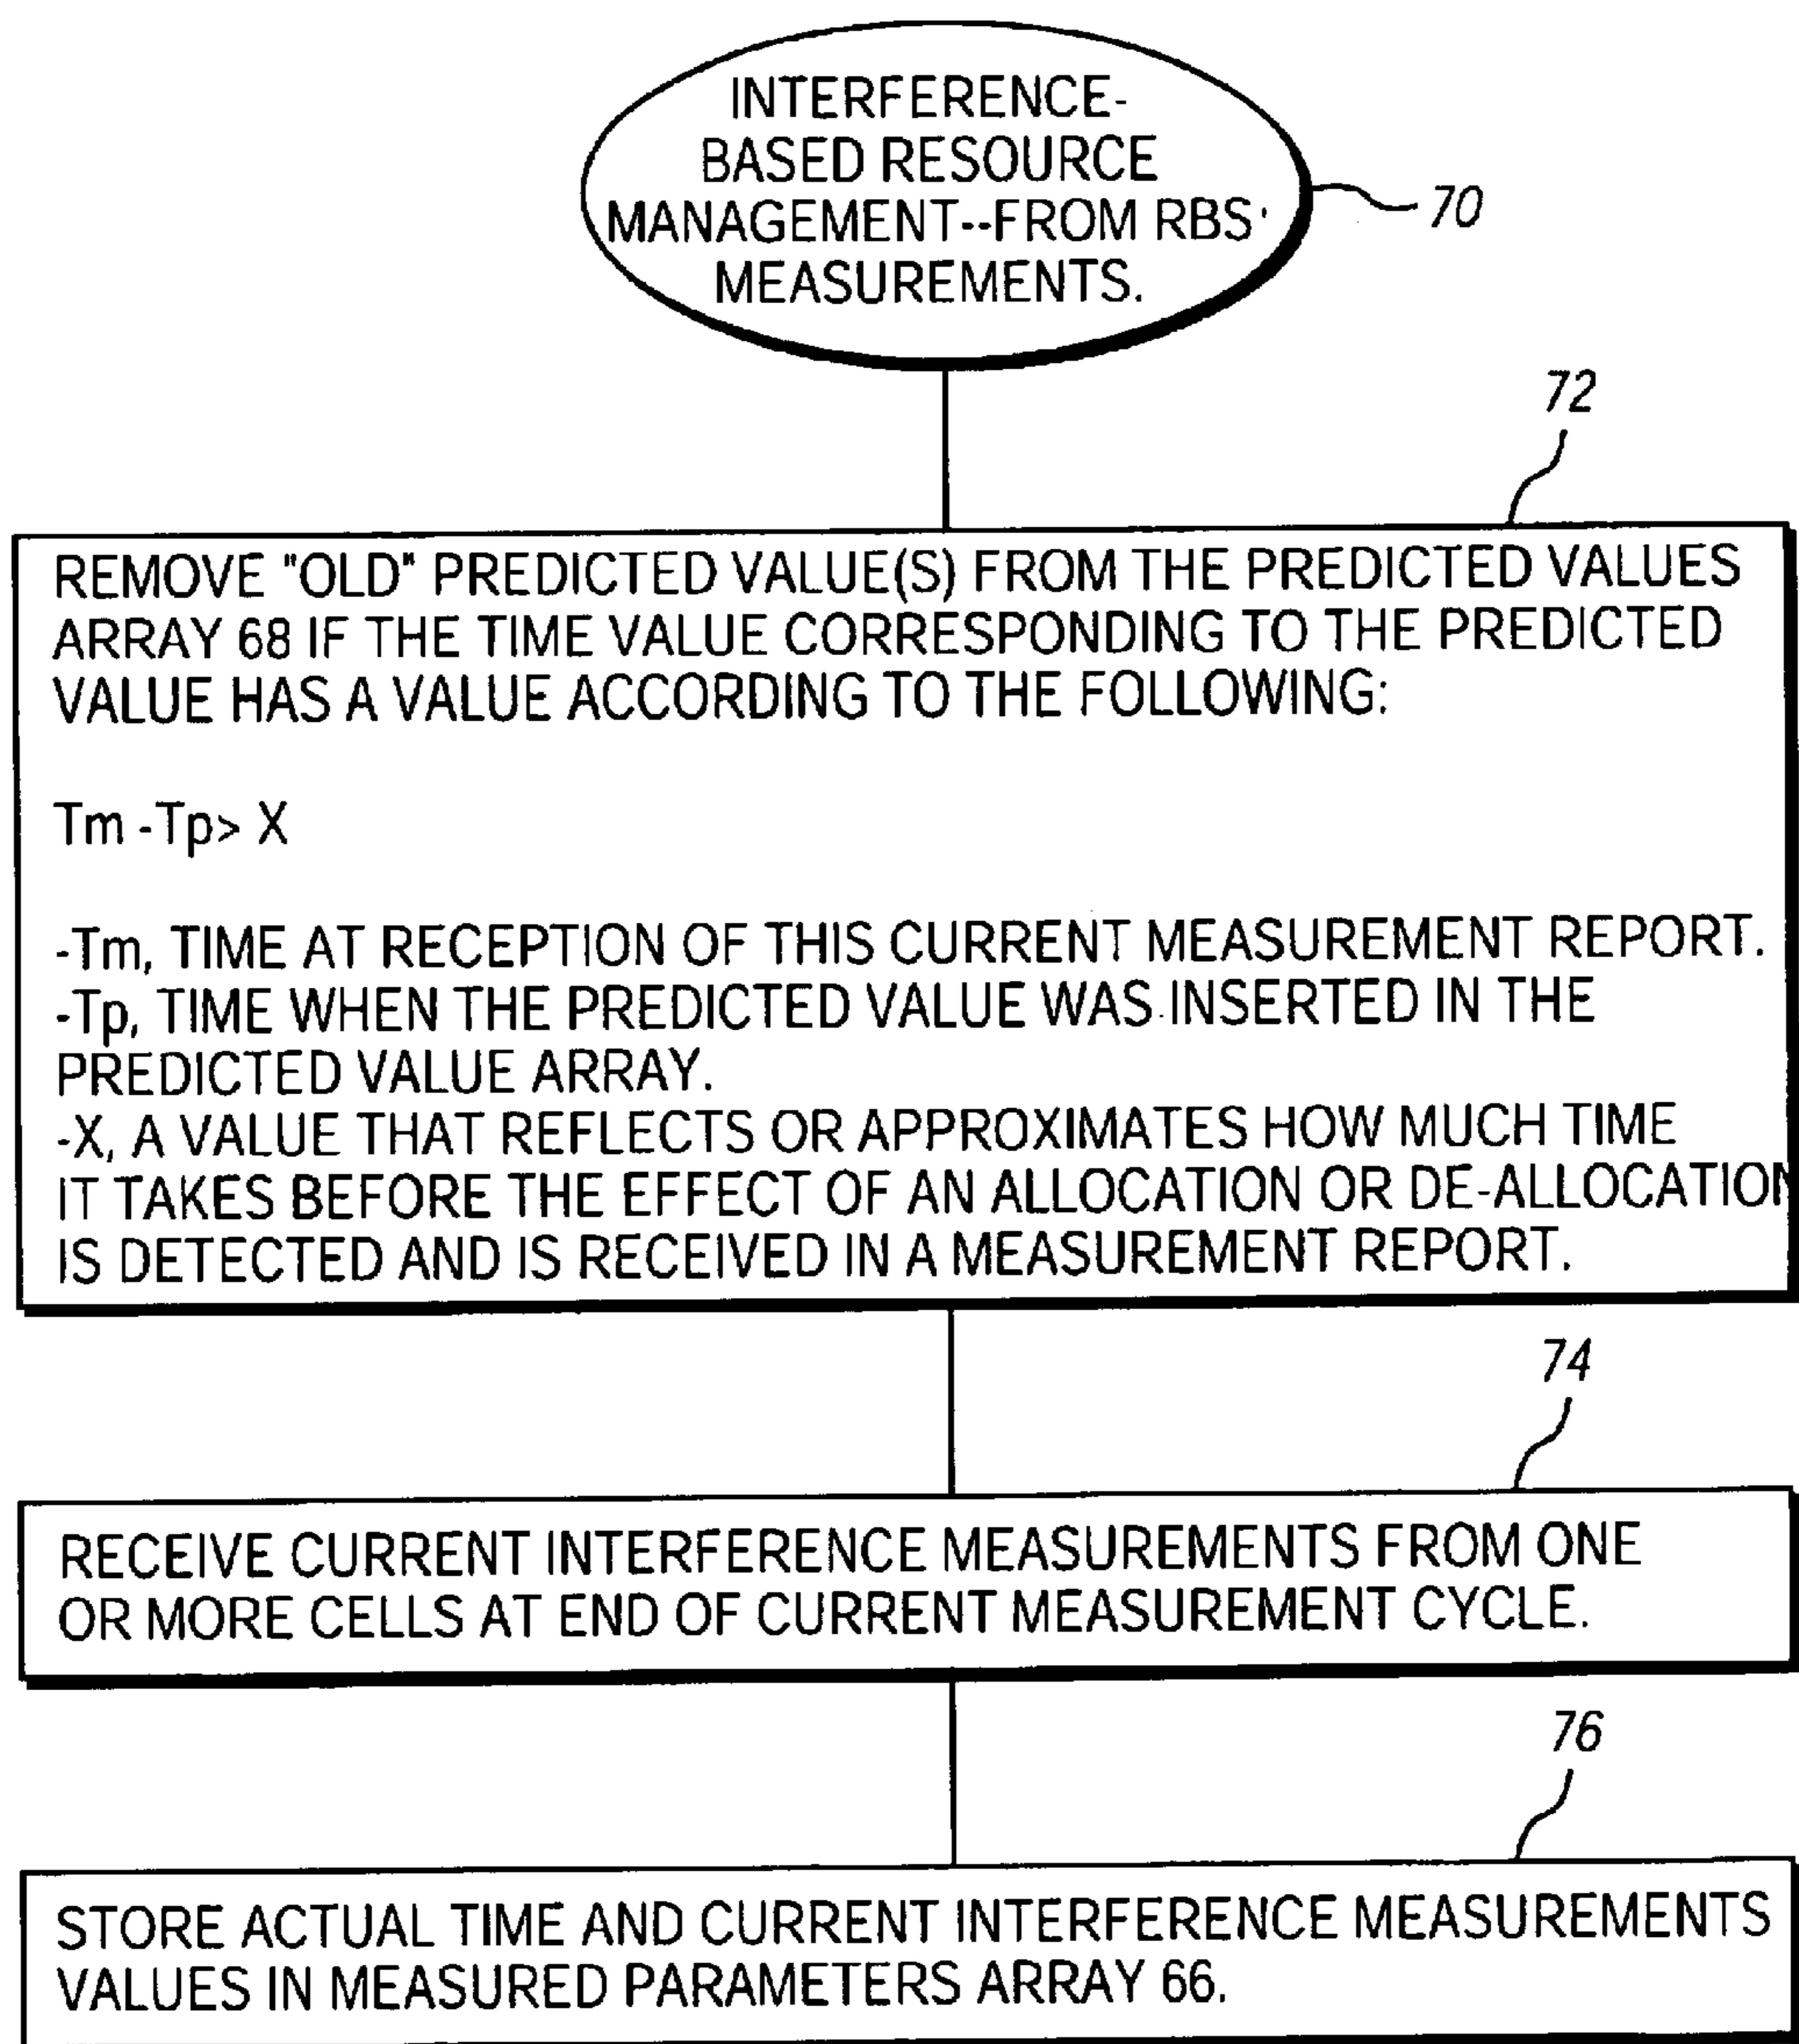 INTERFERENCE-
BASED RESOURCE
MANAGEMENT--FROM RBS'
MEASUREMENTS.
70
72
REMOVE "OLD" PREDICTED VALUE(S) FROM THE PREDICTED VALUES
ARRAY 68 IF THE TIME VALUE CORRESPONDING TO THE PREDICTED
VALUE HAS A VALUE ACCORDING TO THE FOLLOWING:
Tm -Tp> X
-Tm, TIME AT RECEPTION OF THIS CURRENT MEASUREMENT REPORT.
-Tp, TIME WHEN THE PREDICTED VALUE WAS INSERTED IN THE
PREDICTED VALUE ARRAY.
-X, A VALUE THAT REFLECTS OR APPROXIMATES HOW MUCH TIME
IT TAKES BEFORE THE EFFECT OF AN ALLOCATION OR DE-ALLOCATION
IS DETECTED AND IS RECEIVED IN A MEASUREMENT REPORT.
74
RECEIVE CURRENT INTERFERENCE MEASUREMENTS FROM ONE
OR MORE CELLS AT END OF CURRENT MEASUREMENT CYCLE.
76
STORE ACTUAL TIME AND CURRENT INTERFERENCE MEASUREMENTS
VALUES IN MEASURED PARAMETERS ARRAY 66.